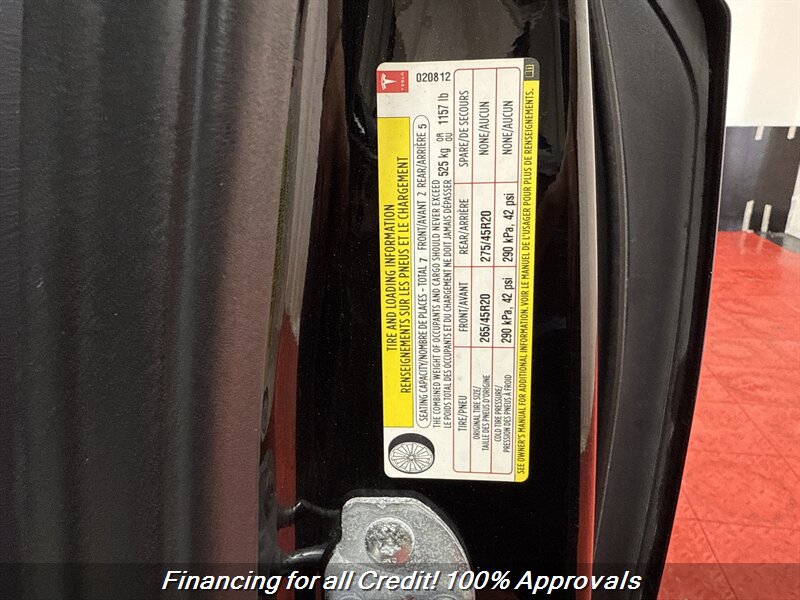 TESLA
020812
TIRE AND LOADING INFORMATION
RENSEIGNEMENTS SUR LES PNEUS ET LE CHARGEMENT
SEATING CAPACITY/NOMBRE DE PLACES - TOTAL 7 FRONT/AVANT 2 REAR/ARRIÈRE 5
THE COMBINED WEIGHT OF OCCUPANTS AND CARGO SHOULD NEVER EXCEED
LE POIDS TOTAL DES OCCUPANTS ET DU CHARGEMENT NE DOIT JAMAIS DÉPASSER
525 kg OR OU 1157 lb
TIRE/PNEU FRONT/AVANT REAR/ARRIÈRE SPARE/DE SECOURS
ORIGINAL TIRE SIZE/
TAILLE DES PNEUS D'ORIGINE
265/45R20 275/45R20 NONE/AUCUN
COLD TIRE PRESSURE/
PRESSION DES PNEUS À FROID
290 kPa, 42 psi 290 kPa, 42 psi NONE/AUCUN
SEE OWNER'S MANUAL FOR ADDITIONAL INFORMATION. VOIR LE MANUEL DE L'USAGER POUR PLUS DE RENSEIGNEMENTS.
Financing for all Credit! 100% Approvals